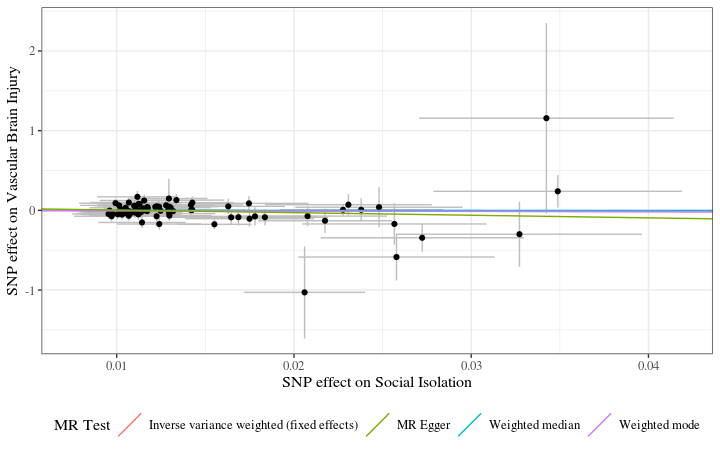 SNP effect on Vascular Brain Injury
2
1
0
-1
0.01 0.02 0.03 0.04
SNP effect on Social Isolation
MR Test Inverse variance weighted (fixed effects) MR Egger Weighted median Weighted mode